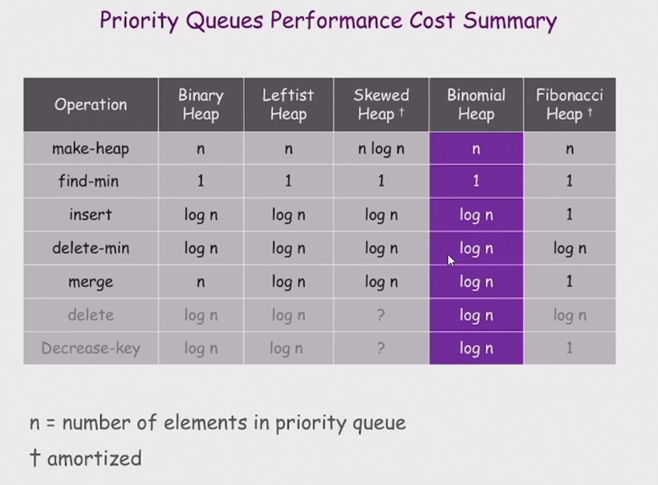 Priority Queues Performance Cost Summary
Operation Binary Heap Leftist Heap Skewed Heap † Binomial Heap Fibonacci Heap †
make-heap n n n log n n n
find-min 1 1 1 1 1
insert log n log n log n log n 1
delete-min log n log n log n log n log n
merge n log n log n log n 1
delete log n log n ? log n log n
Decrease-key log n log n ? log n 1
n = number of elements in priority queue
† amortized